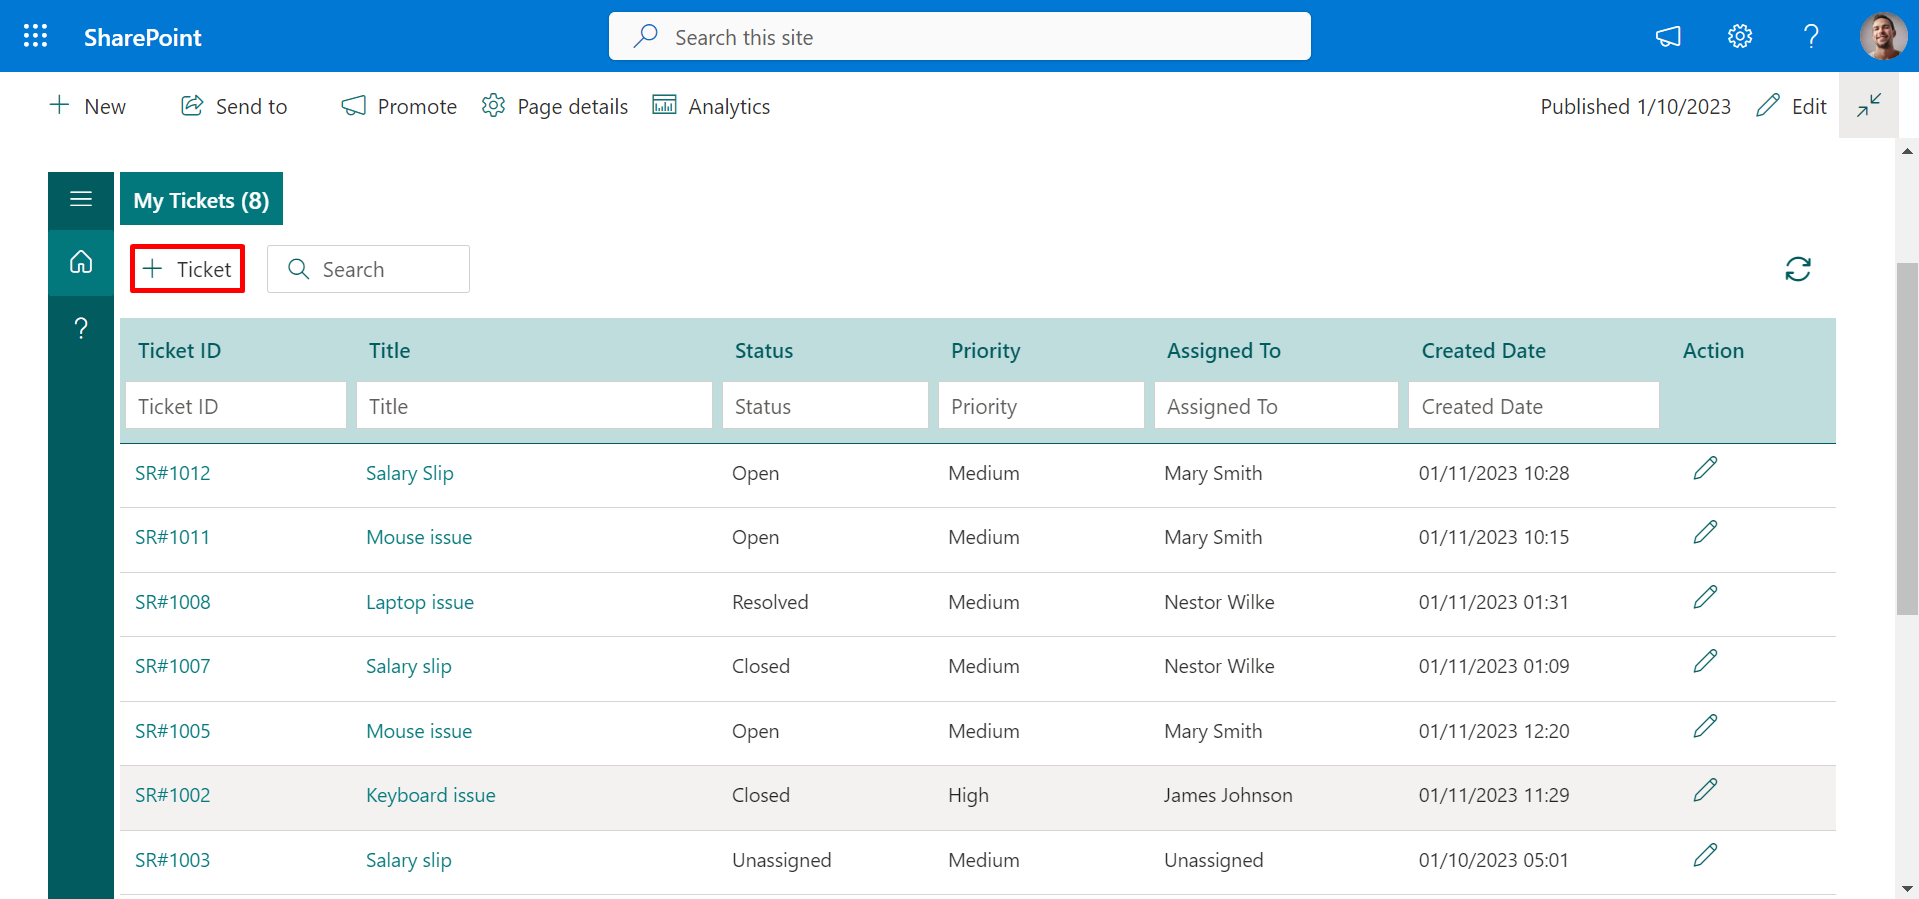 SharePoint
Search this site
New Send to Promote Page details Analytics Published 1/10/2023 Edit
My Tickets (8)
Ticket Search
Ticket ID Title Status Priority Assigned To Created Date Action
Ticket ID Title Status Priority Assigned To Created Date
SR#1012 Salary Slip Open Medium Mary Smith 01/11/2023 10:28
SR#1011 Mouse issue Open Medium Mary Smith 01/11/2023 10:15
SR#1008 Laptop issue Resolved Medium Nestor Wilke 01/11/2023 01:31
SR#1007 Salary slip Closed Medium Nestor Wilke 01/11/2023 01:09
SR#1005 Mouse issue Open Medium Mary Smith 01/11/2023 12:20
SR#1002 Keyboard issue Closed High James Johnson 01/11/2023 11:29
SR#1003 Salary slip Unassigned Medium Unassigned 01/10/2023 05:01